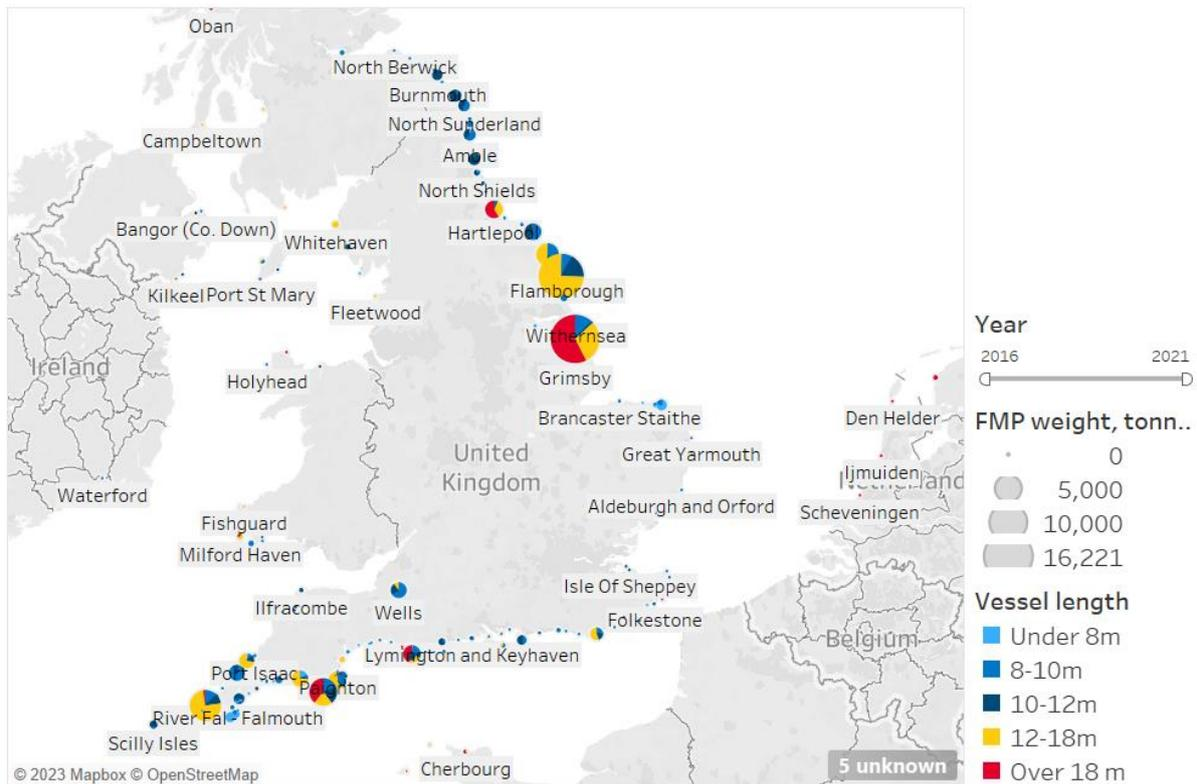 Oban
North Berwick
Burnmouth
North Sunderland
Campbeltown
Amble
North Shields
Bangor (Co. Down)
Whitehaven
Hartlepool
Kilkeel
Port St Mary
Flamborough
Fleetwood
Withernsea
Ireland
Holyhead
Grimsby
Brancaster Staithe
Den Helder
United
Kingdom
Great Yarmouth
Ijmuiden
Waterford
Aldeburgh and Orford
Scheveningen
Fishguard
Milford Haven
Isle Of Sheppey
Ilfracombe
Wells
Folkestone
Belgium
Lymington and Keyhaven
Port Isaac
Paignton
River Fal - Falmouth
Scilly Isles
Cherbourg
5 unknown
© 2023 Mapbox © OpenStreetMap
Year
2016 2021
FMP weight, tonn..
0
5,000
10,000
16,221
Vessel length
Under 8m
8-10m
10-12m
12-18m
Over 18 m